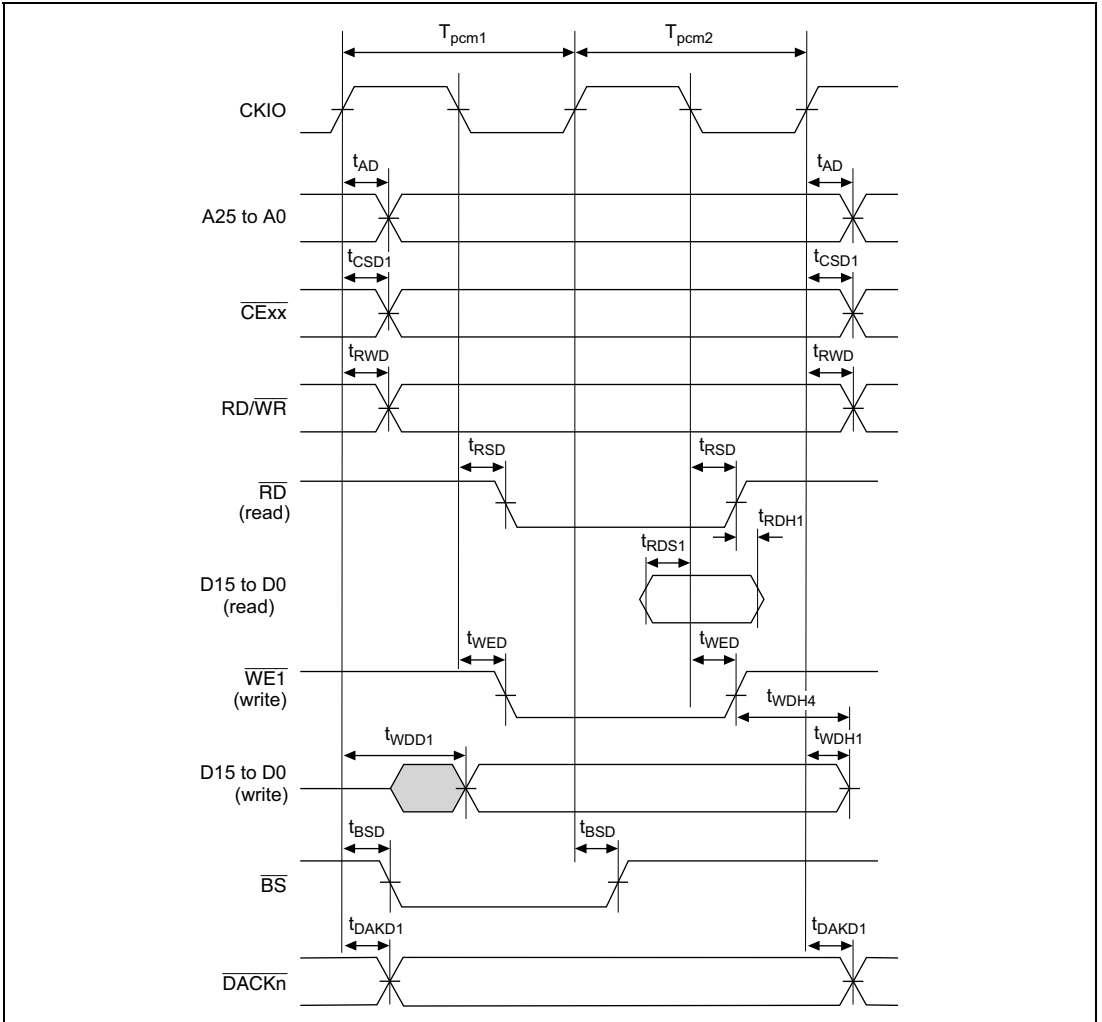 Tpcm1 Tpcm2
CKIO
tAD tAD
A25 to A0
tCSD1 tCSD1
CExx
tRWD tRWD
RD/WR
tRSD tRSD
RD
(read)
tRDH1
tRDS1
D15 to D0
(read)
tWED tWED
WE1
(write)
tWDH4
tWDD1 tWDH1
D15 to D0
(write)
tBSD tBSD
BS
tDAKD1 tDAKD1
DACKn